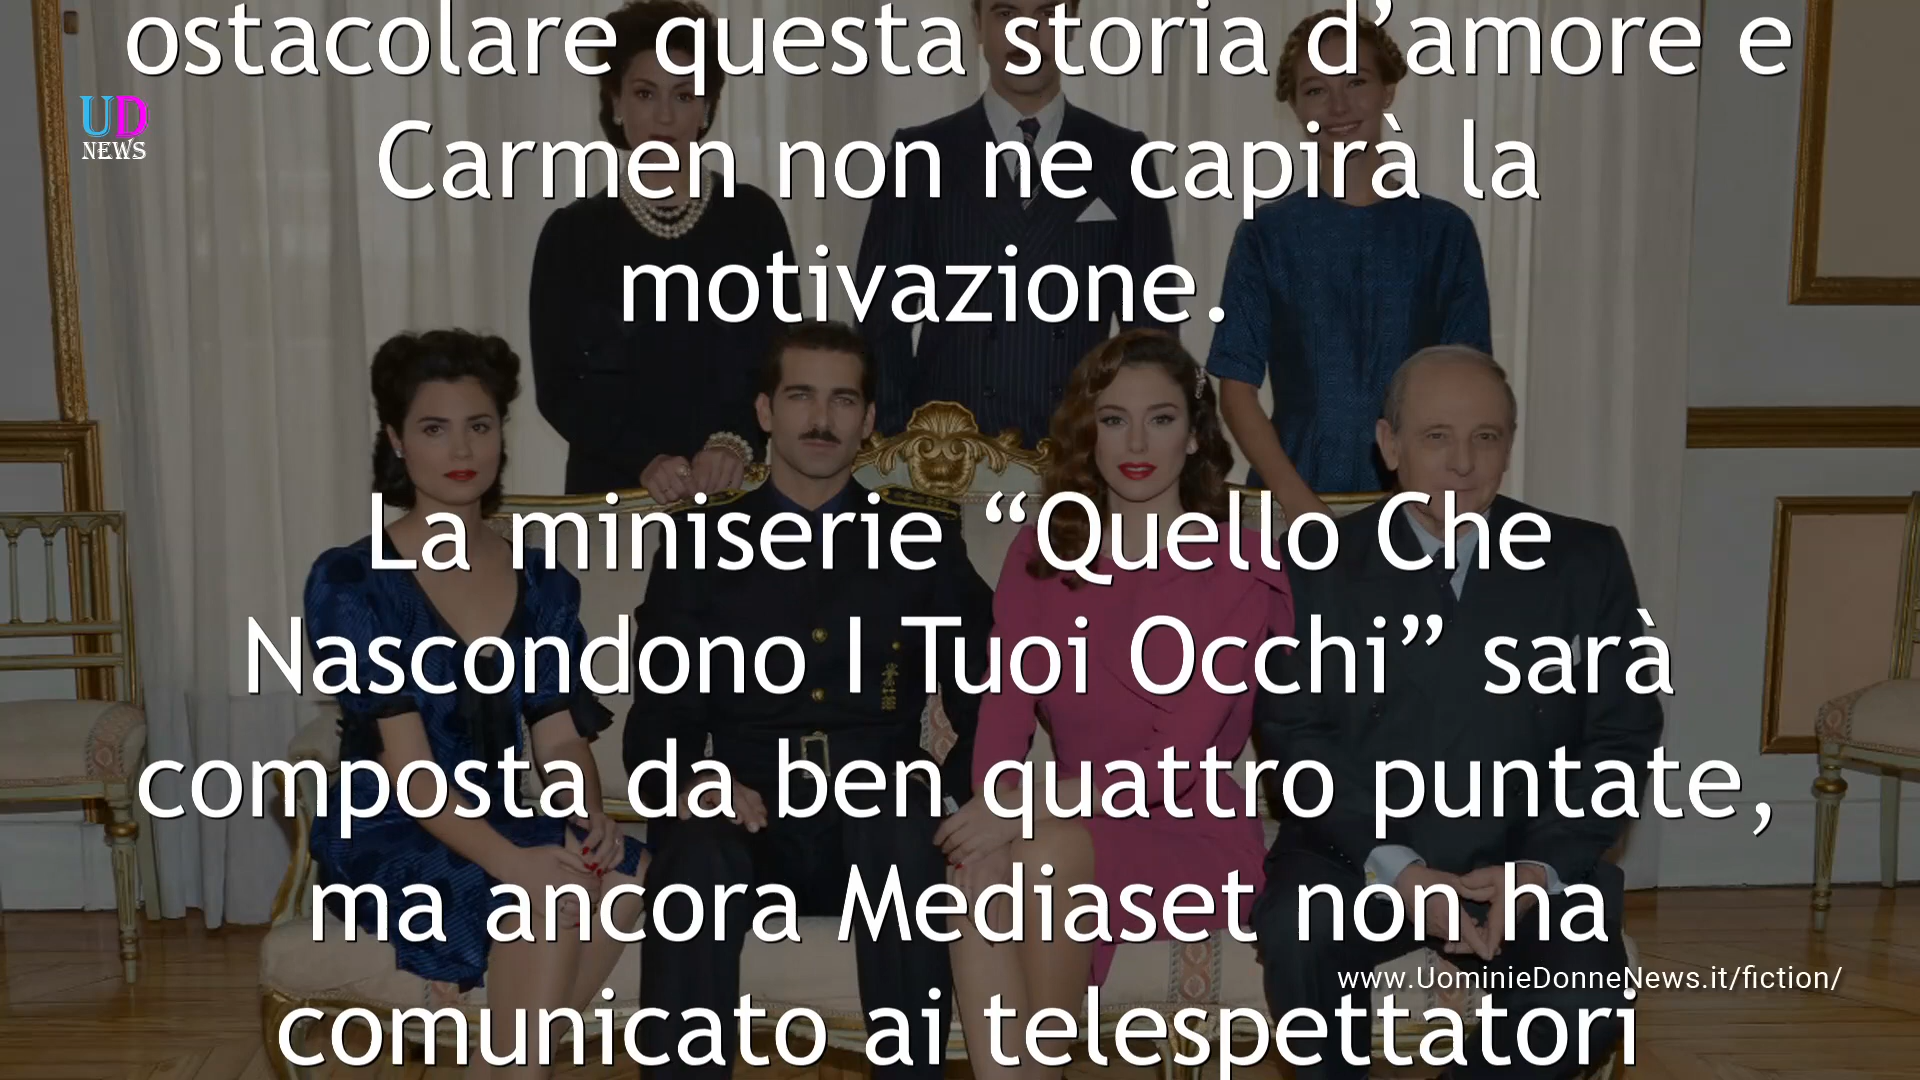 ostacolare questa storia d’amore e
UD
NEWS
Carmen non ne capirà la
motivazione.
La miniserie “Quello Che
Nascondono I Tuoi Occhi” sarà
composta da ben quattro puntate,
ma ancora Mediaset non ha
www.UominieDonneNews.it/fiction/
comunicato ai telespettatori